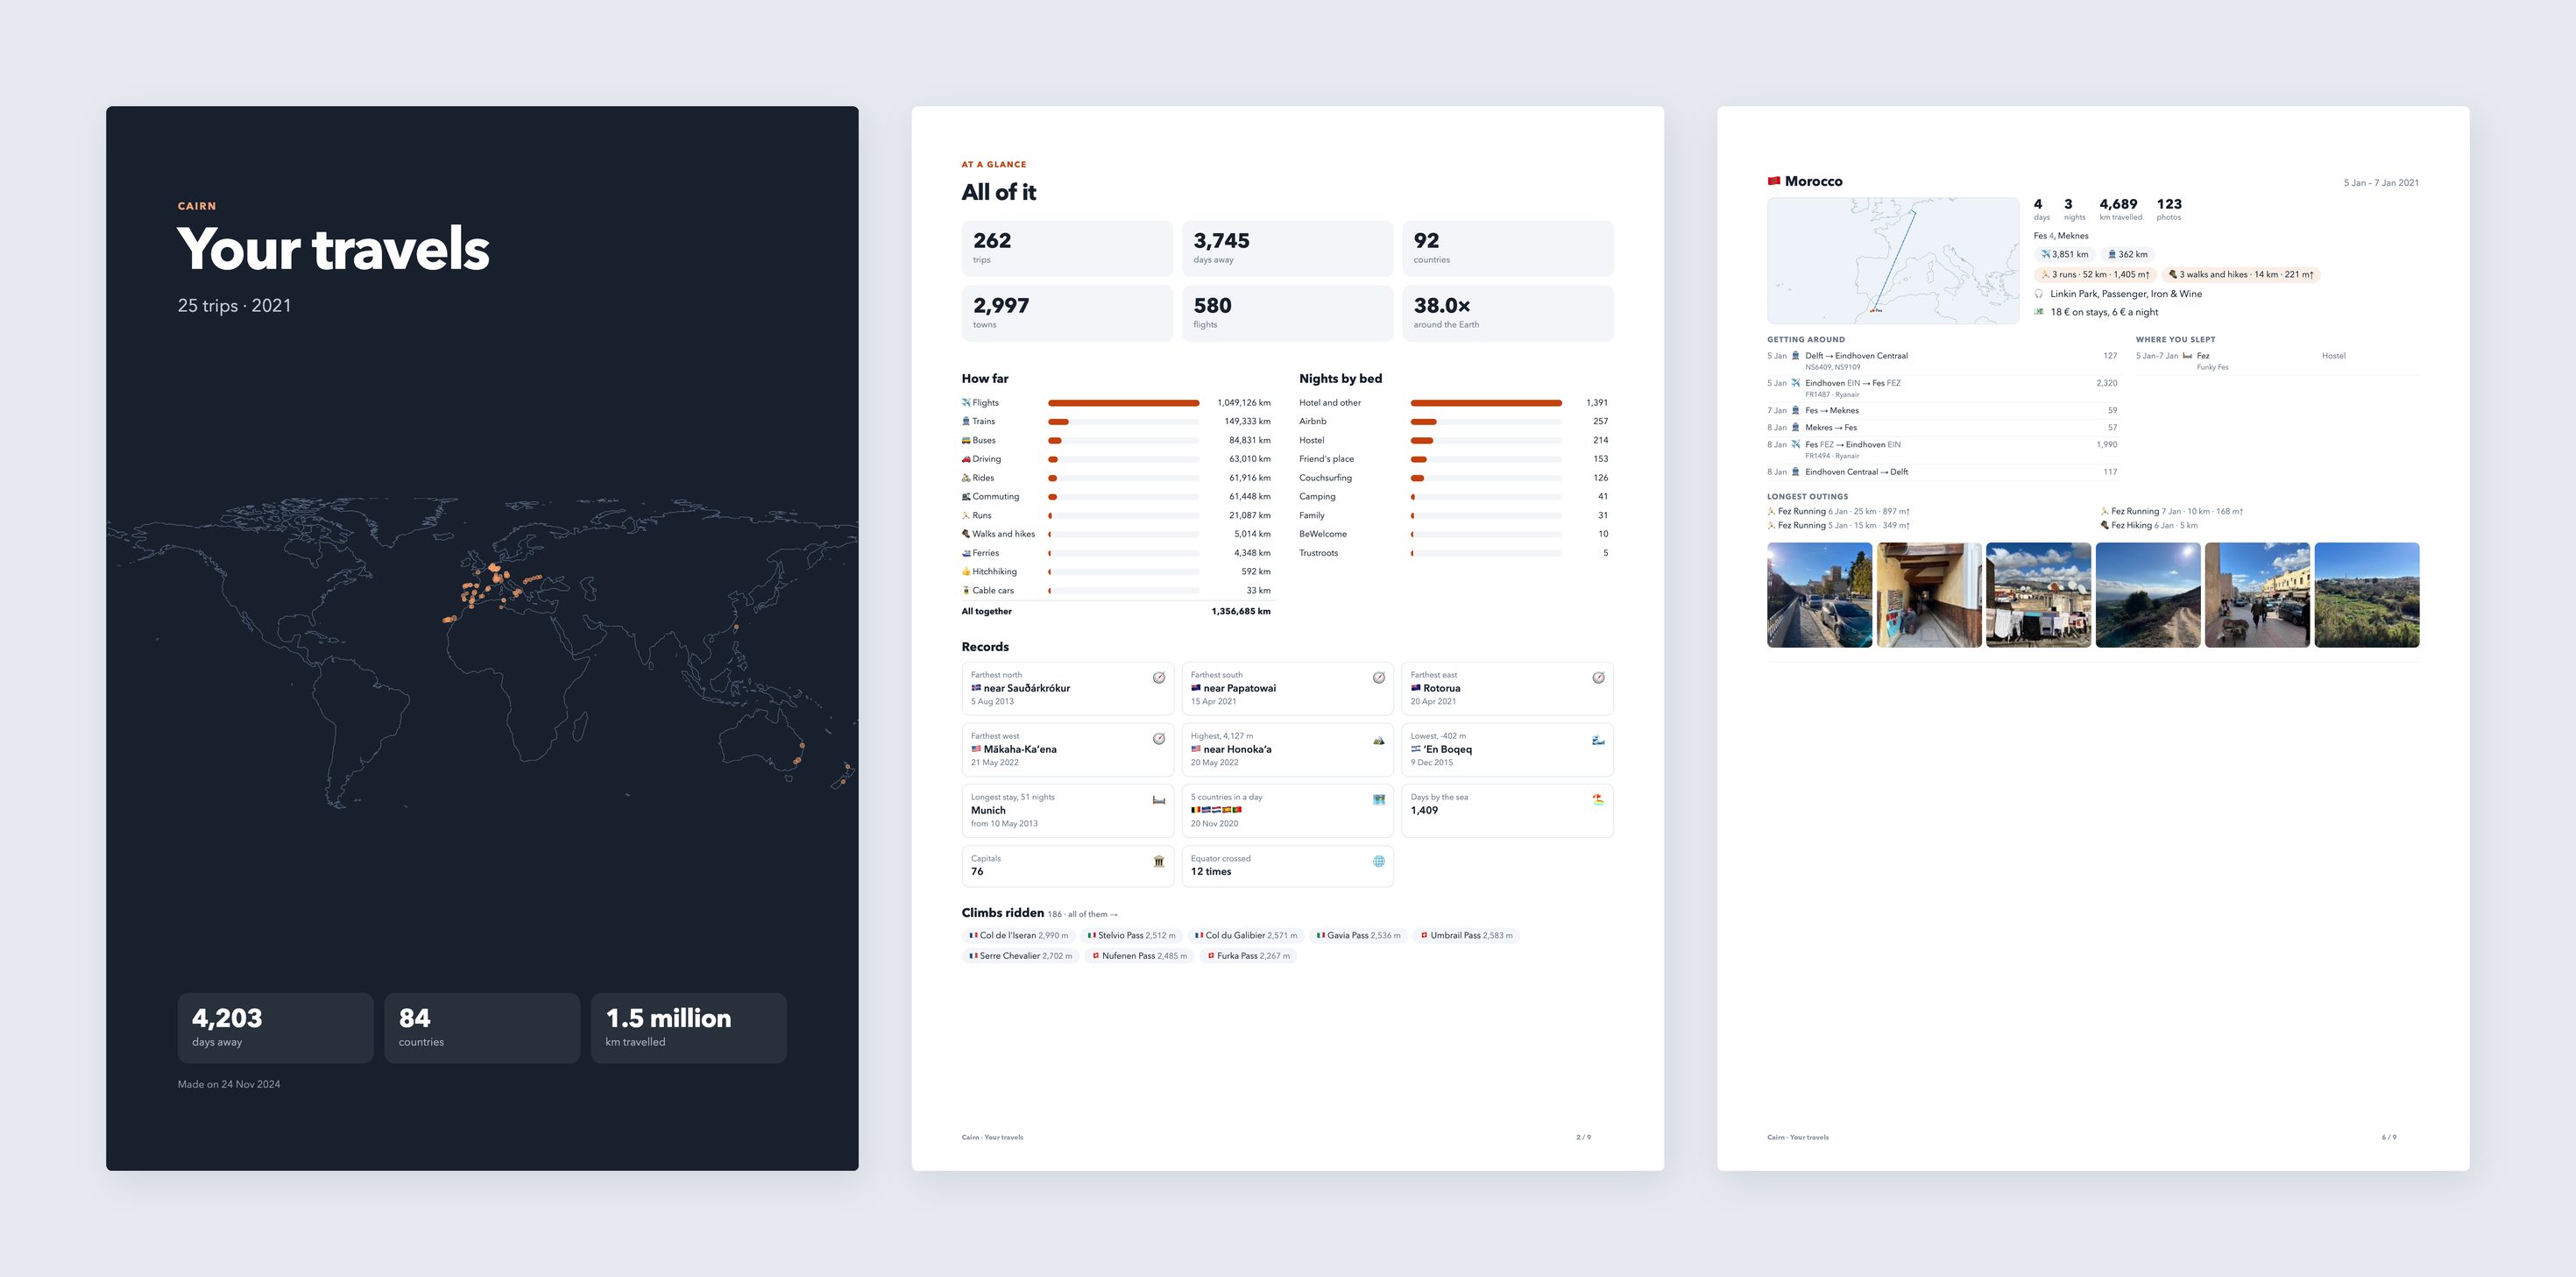 CAIRN
Your travels
25 trips · 2021
4,203
days away
84
countries
1.5 million
km travelled
Made on 24 Nov 2024
AT A GLANCE
All of it
262
trips
3,745
days away
92
countries
2,997
towns
580
flights
38.0×
around the Earth
How far
Flights 1,049,126 km
Trains 149,333 km
Buses 84,831 km
Driving 63,010 km
Rides 61,916 km
Commuting 61,448 km
Runs 21,087 km
Walks and hikes 5,014 km
Ferries 4,348 km
Hitchhiking 592 km
Cable cars 33 km
All together 1,356,685 km
Nights by bed
Hotel and other 1,391
Airbnb 257
Hostel 214
Friend's place 153
Couchsurfing 126
Camping 41
Family 31
BeWelcome 10
Trustroots 5
Records
Farthest north
near Sauðárkrókur
5 Aug 2013
Farthest south
near Papatowai
15 Apr 2021
Farthest east
Rotorua
20 Apr 2021
Farthest west
Mākaha-Ka‘ena
21 May 2022
Highest, 4,127 m
near Honoka‘a
20 May 2022
Lowest, -402 m
‘En Boqeq
9 Dec 2015
Longest stay, 51 nights
Munich
from 10 May 2013
5 countries in a day
20 Nov 2020
Days by the sea
1,409
Capitals
76
Equator crossed
12 times
Climbs ridden 186 · all of them →
Col de l'Iseran 2,990 m Stelvio Pass 2,512 m Col du Galibier 2,571 m Gavia Pass 2,536 m Umbrail Pass 2,583 m
Serre Chevalier 2,702 m Nufenen Pass 2,485 m Furka Pass 2,267 m
Cairn · Your travels 2 / 9
Morocco 5 Jan – 7 Jan 2021
Fes
4
days
3
nights
4,689
km travelled
123
photos
Fes 4, Meknes
3,851 km 362 km
3 runs · 52 km · 1,405 m↑ 3 walks and hikes · 14 km · 221 m↑
Linkin Park, Passenger, Iron & Wine
18 € on stays, 6 € a night
GETTING AROUND
5 Jan Delft → Eindhoven Centraal 127
NS6409, NS9109
5 Jan Eindhoven EIN → Fes FEZ 2,320
FR1487 · Ryanair
7 Jan Fes → Meknes 59
8 Jan Mekres → Fes 57
8 Jan Fes FEZ → Eindhoven EIN 1,990
FR1494 · Ryanair
8 Jan Eindhoven Centraal → Delft 117
WHERE YOU SLEPT
5 Jan–7 Jan Fez Hostel
Funky Fes
LONGEST OUTINGS
Fez Running 6 Jan · 25 km · 897 m↑
Fez Running 7 Jan · 10 km · 168 m↑
Fez Running 5 Jan · 15 km · 349 m↑
Fez Hiking 6 Jan · 5 km
Cairn · Your travels 6 / 9